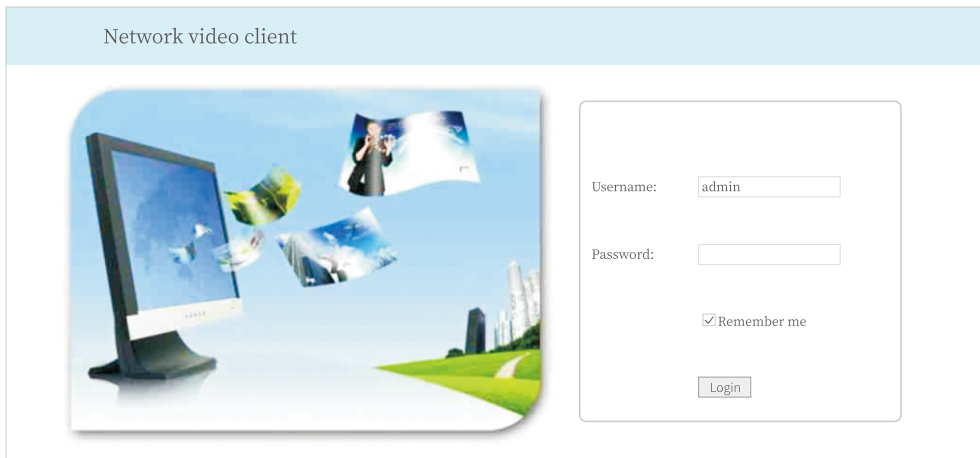 Network video client
Username:
admin
Password:
Remember me
Login